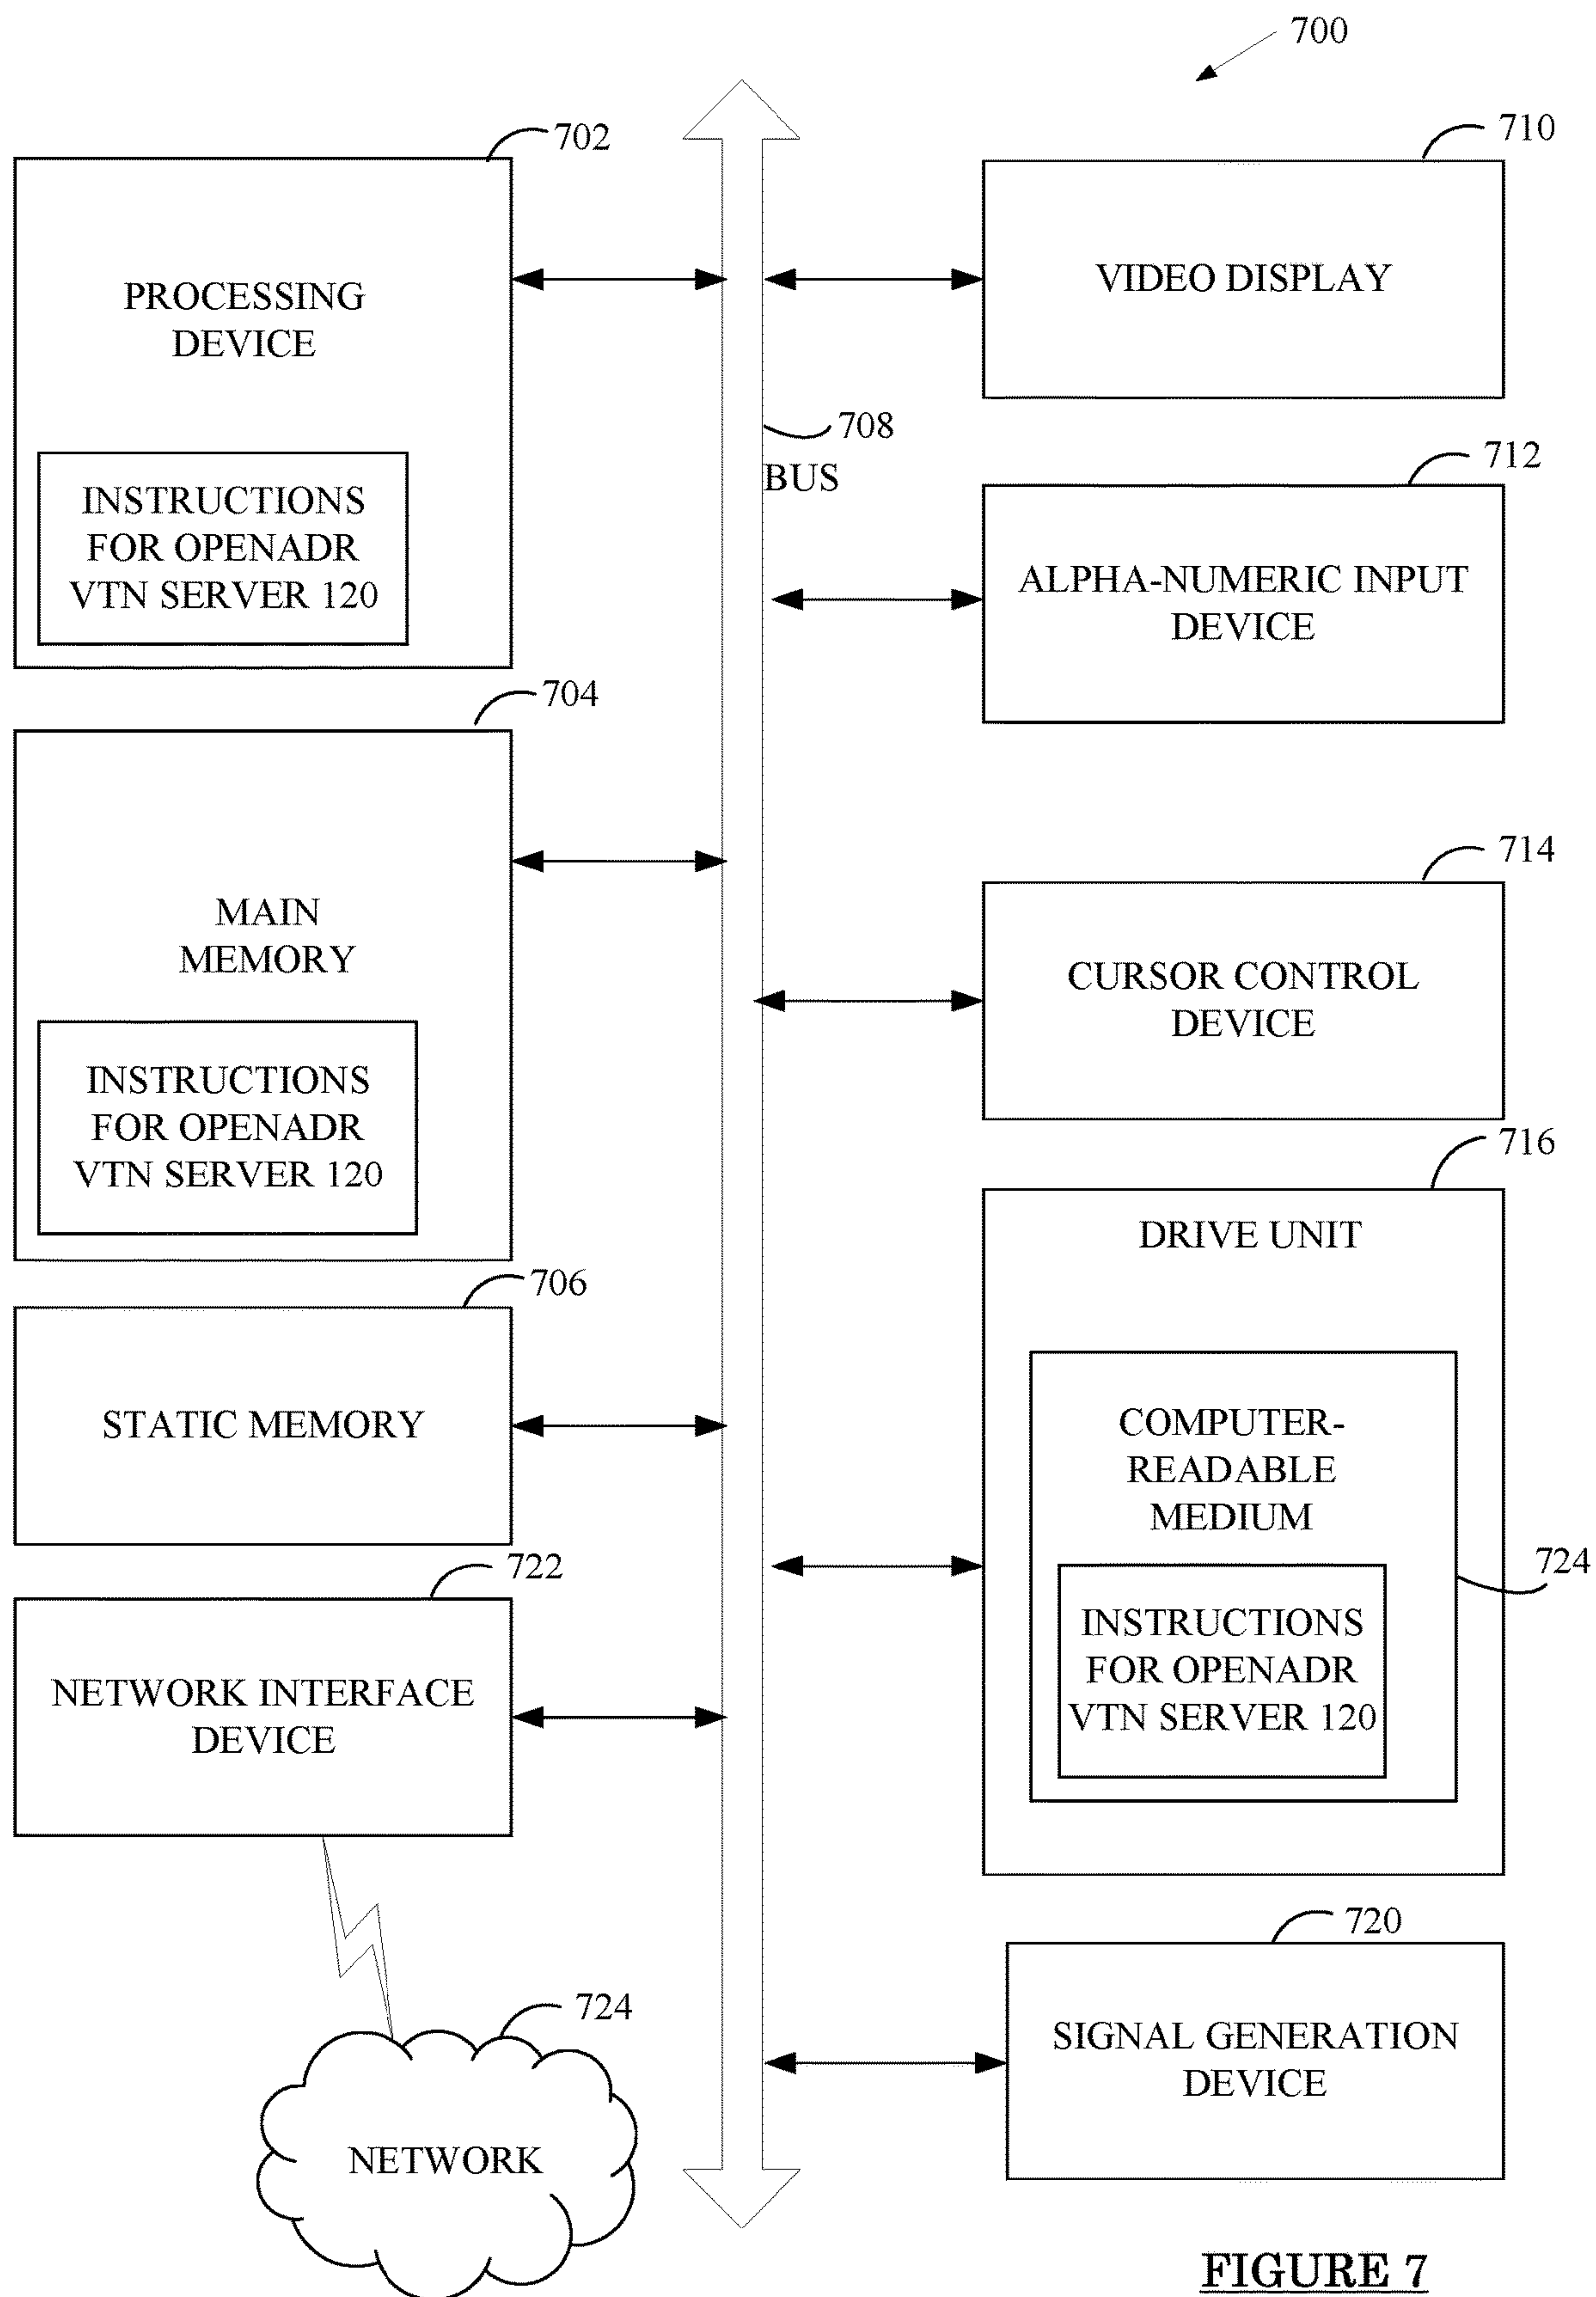 700
702
PROCESSING
DEVICE
INSTRUCTIONS
FOR OPENADR
VTN SERVER 120
704
MAIN
MEMORY
INSTRUCTIONS
FOR OPENADR
VTN SERVER 120
706
STATIC MEMORY
722
NETWORK INTERFACE
DEVICE
724
NETWORK
708
BUS
710
VIDEO DISPLAY
712
ALPHA-NUMERIC INPUT
DEVICE
714
CURSOR CONTROL
DEVICE
716
DRIVE UNIT
COMPUTER-
READABLE
MEDIUM
724
INSTRUCTIONS
FOR OPENADR
VTN SERVER 120
720
SIGNAL GENERATION
DEVICE
FIGURE 7